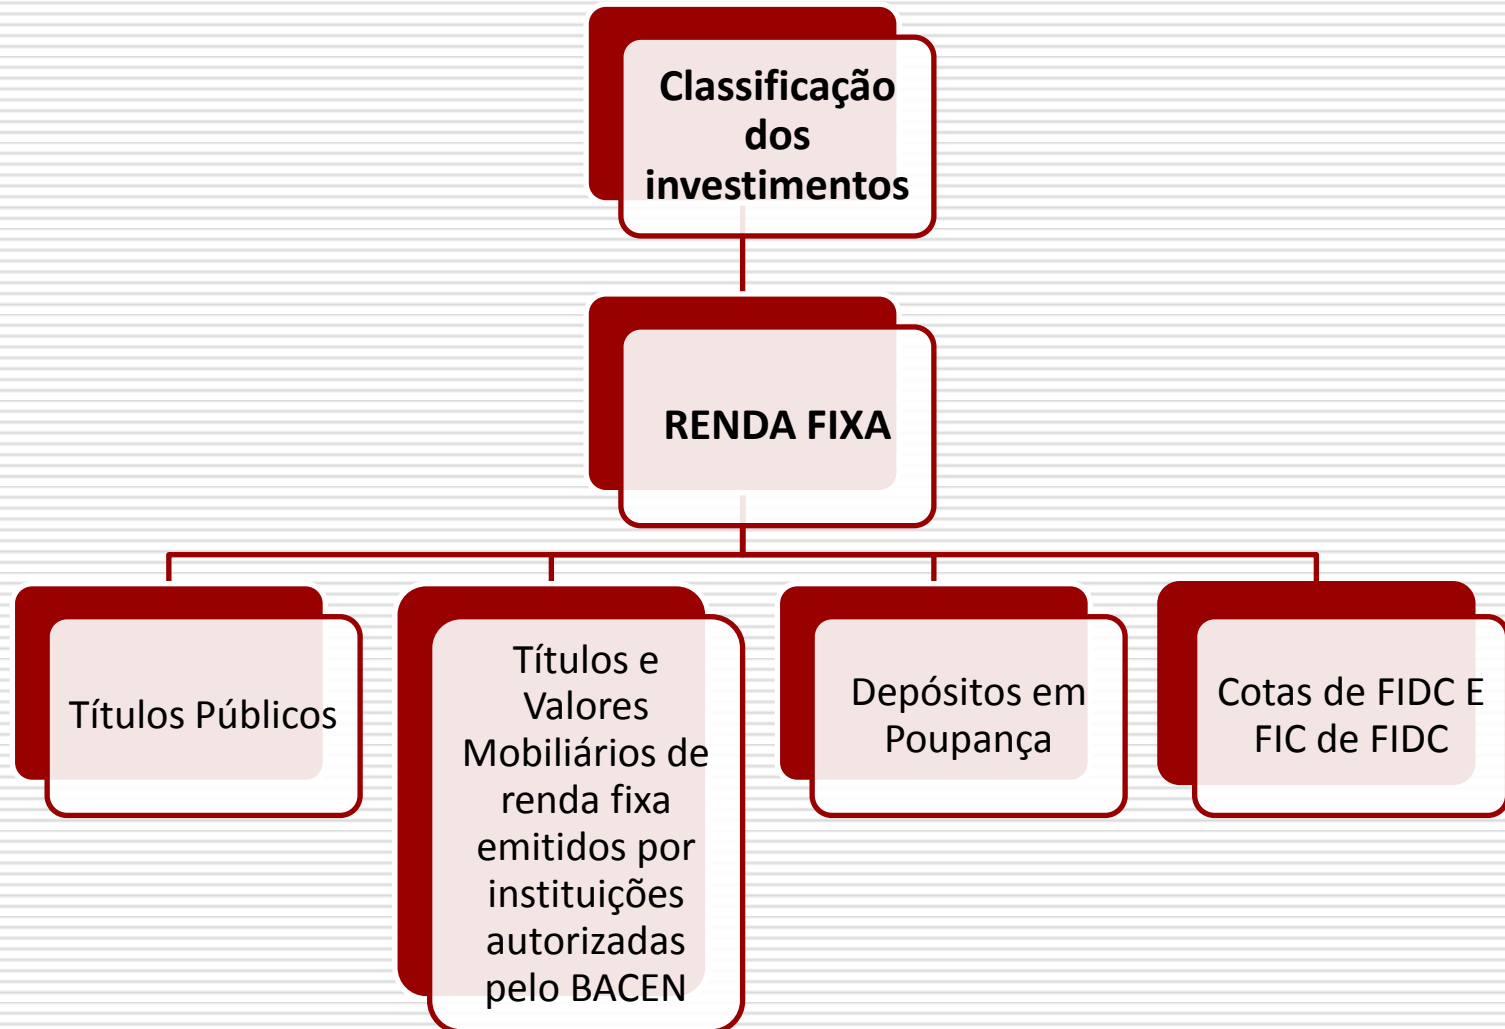 Classificação
dos
investimentos
RENDA FIXA
Títulos Públicos
Títulos e
Valores
Mobiliários de
renda fixa
emitidos por
instituições
autorizadas
pelo BACEN
Depósitos em
Poupança
Cotas de FIDC E
FIC de FIDC